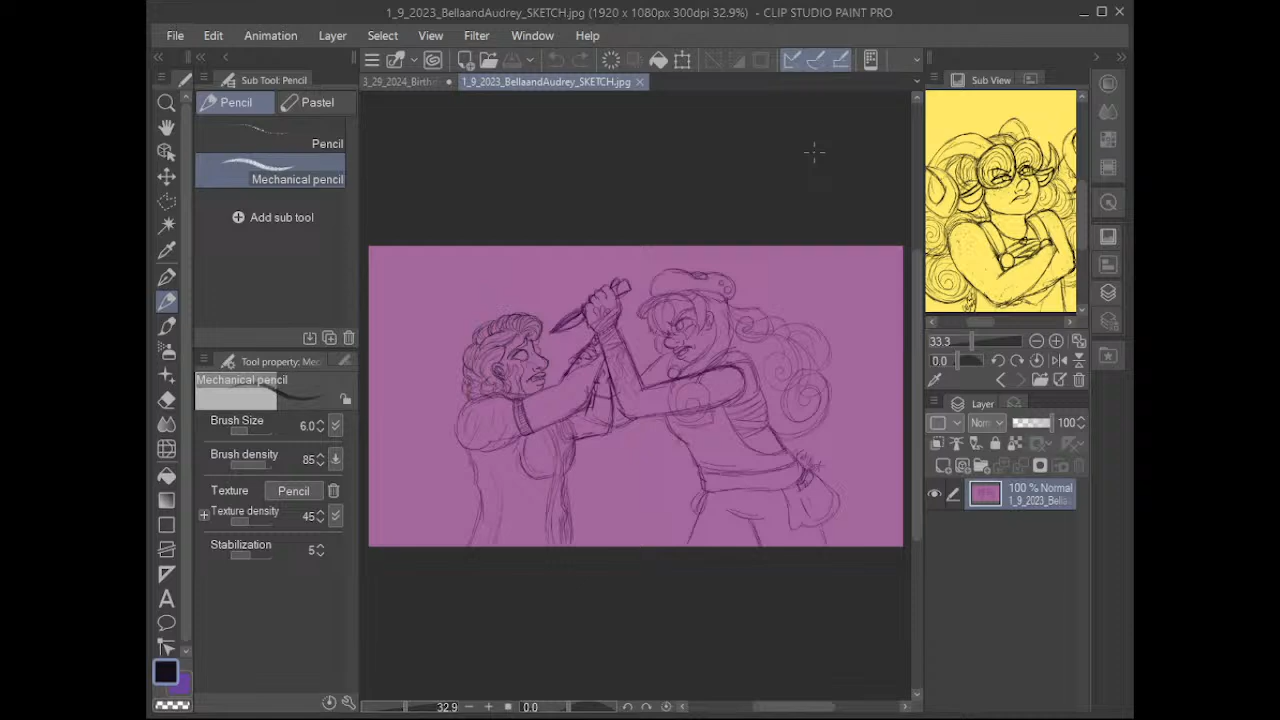 1_9_2023_BellaandAudrey_SKETCH.jpg (1920 x 1080px 300dpi 32.9%) - CLIP STUDIO PAINT PRO
File Edit Animation Layer Select View Filter Window Help
Sub Tool: Pencil
3_29_2024_Birth
1_9_2023_BellaandAudrey_SKETCH.jpg
Sub View
Pencil
Pastel
Pencil
Mechanical pencil
Add sub tool
Tool property: Mec
Mechanical pencil
Brush Size 6.0
Brush density 85
Texture Pencil
Texture density 45
Stabilization 5
33.3
0.0
Layer
Norm 100
100 % Normal
1_9_2023_Bella
A
32.9 0.0